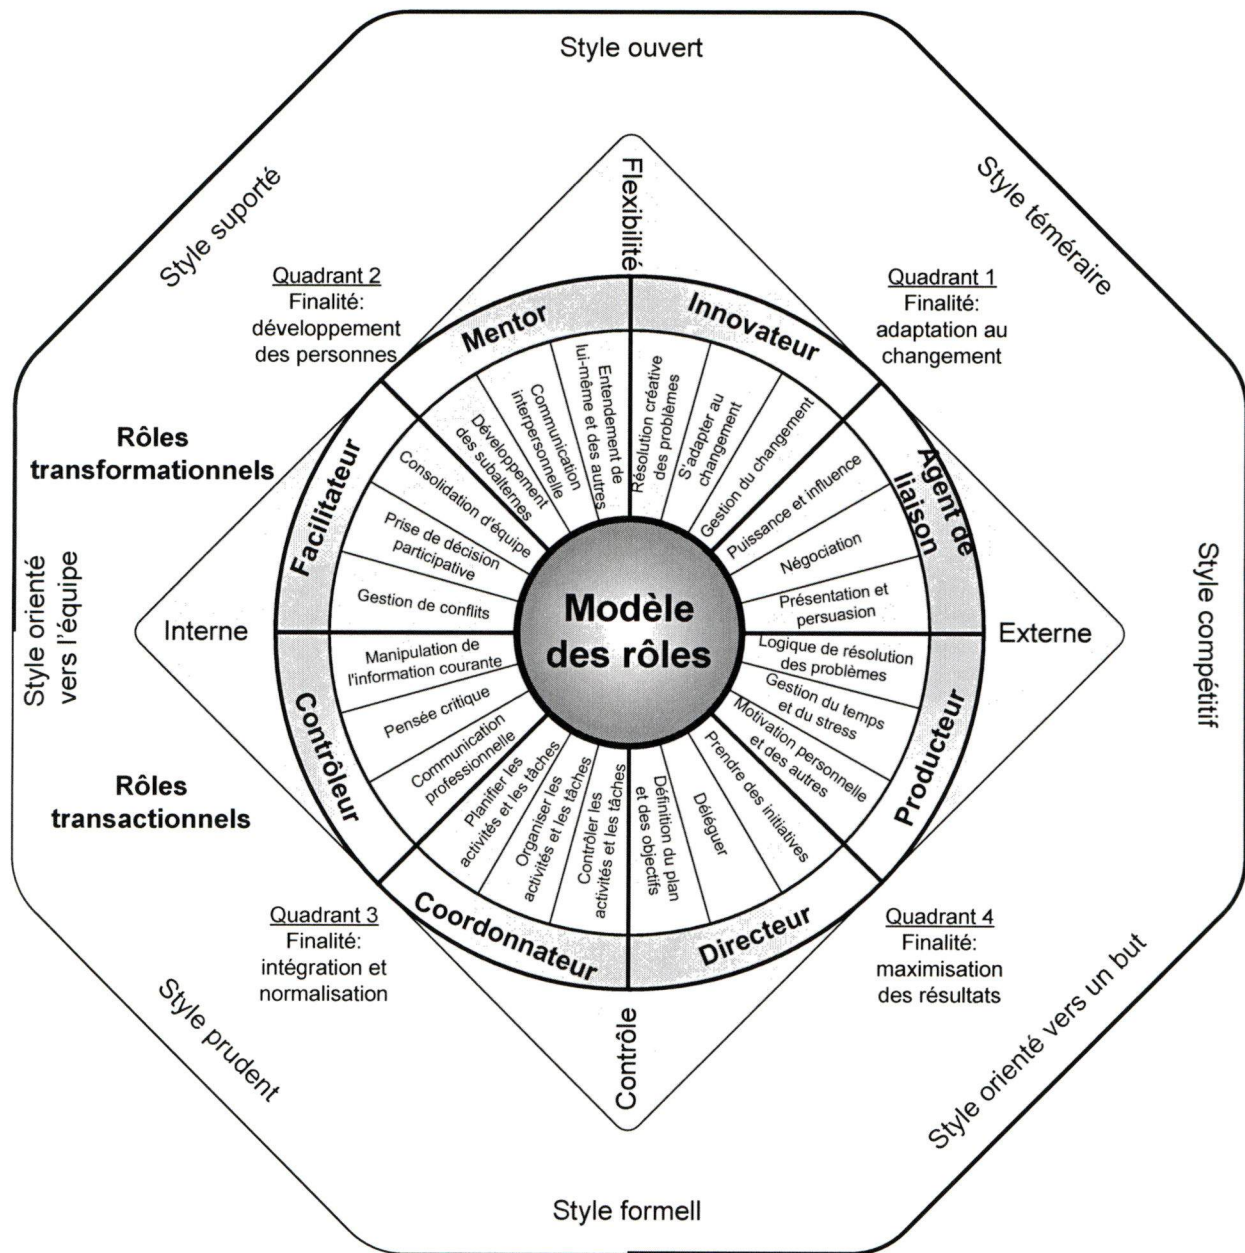 Style ouvert
Style suporté
Style téméraire
Flexibilité
Quadrant 2
Finalité:
développement
des personnes
Quadrant 1
Finalité:
adaptation au
changement
Mentor
Innovateur
Développement
des subalternes
Communication
interpersonnelle
Entendement de
lui-même et des autres
Résolution créative
des problèmes
S'adapter au
changement
Gestion du changement
Rôles
transformationnels
Facilitateur
Consolidation d'équipe
Prise de décision
participative
Gestion de conflits
Agent de
liaison
Puissance et influence
Négociation
Présentation et
persuasion
Style orienté
vers l'équipe
Interne
Modèle
des rôles
Externe
Style compétitif
Contrôleur
Manipulation de
l'information courante
Pensée critique
Communication
professionnelle
Logique de résolution
des problèmes
Gestion du temps
et du stress
Motivation personnelle
et des autres
Producteur
Rôles
transactionnels
Planifier les
activités et les tâches
Organiser les
activités et les tâches
Contrôler les
activités et les tâches
Définition du plan
et des objectifs
Déléguer
Prendre des initiatives
Coordonnateur
Directeur
Quadrant 3
Finalité:
intégration et
normalisation
Quadrant 4
Finalité:
maximisation
des résultats
Contrôle
Style prudent
Style orienté vers un but
Style formell